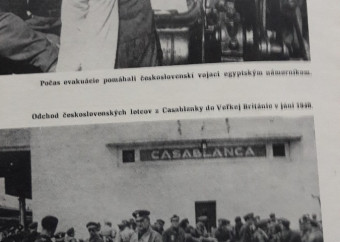 Počas evakuácie pomáhali československí vojaci egyptským námorníkom.
Odchod československých letcov z Casablanky do Veľkej Británie v júni 1940.
CASABLANCA